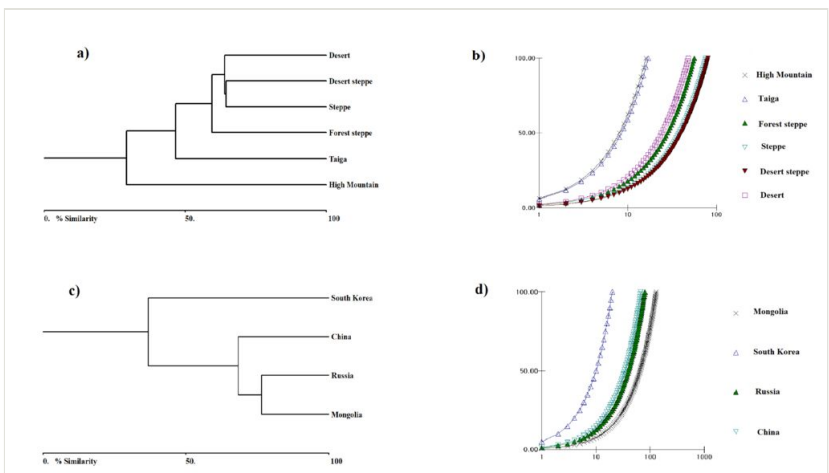 a)
Desert
Desert steppe
Steppe
Forest steppe
Taiga
High Mountain
0. % Similarity 50. 100
b)
100.00
50.00
0.00
1 10 100
High Mountain
Taiga
Forest steppe
Steppe
Desert steppe
Desert
c)
South Korea
China
Russia
Mongolia
0. % Similarity 50. 100
d)
100.00
50.00
0.00
1 10 100 1000
Mongolia
South Korea
Russia
China